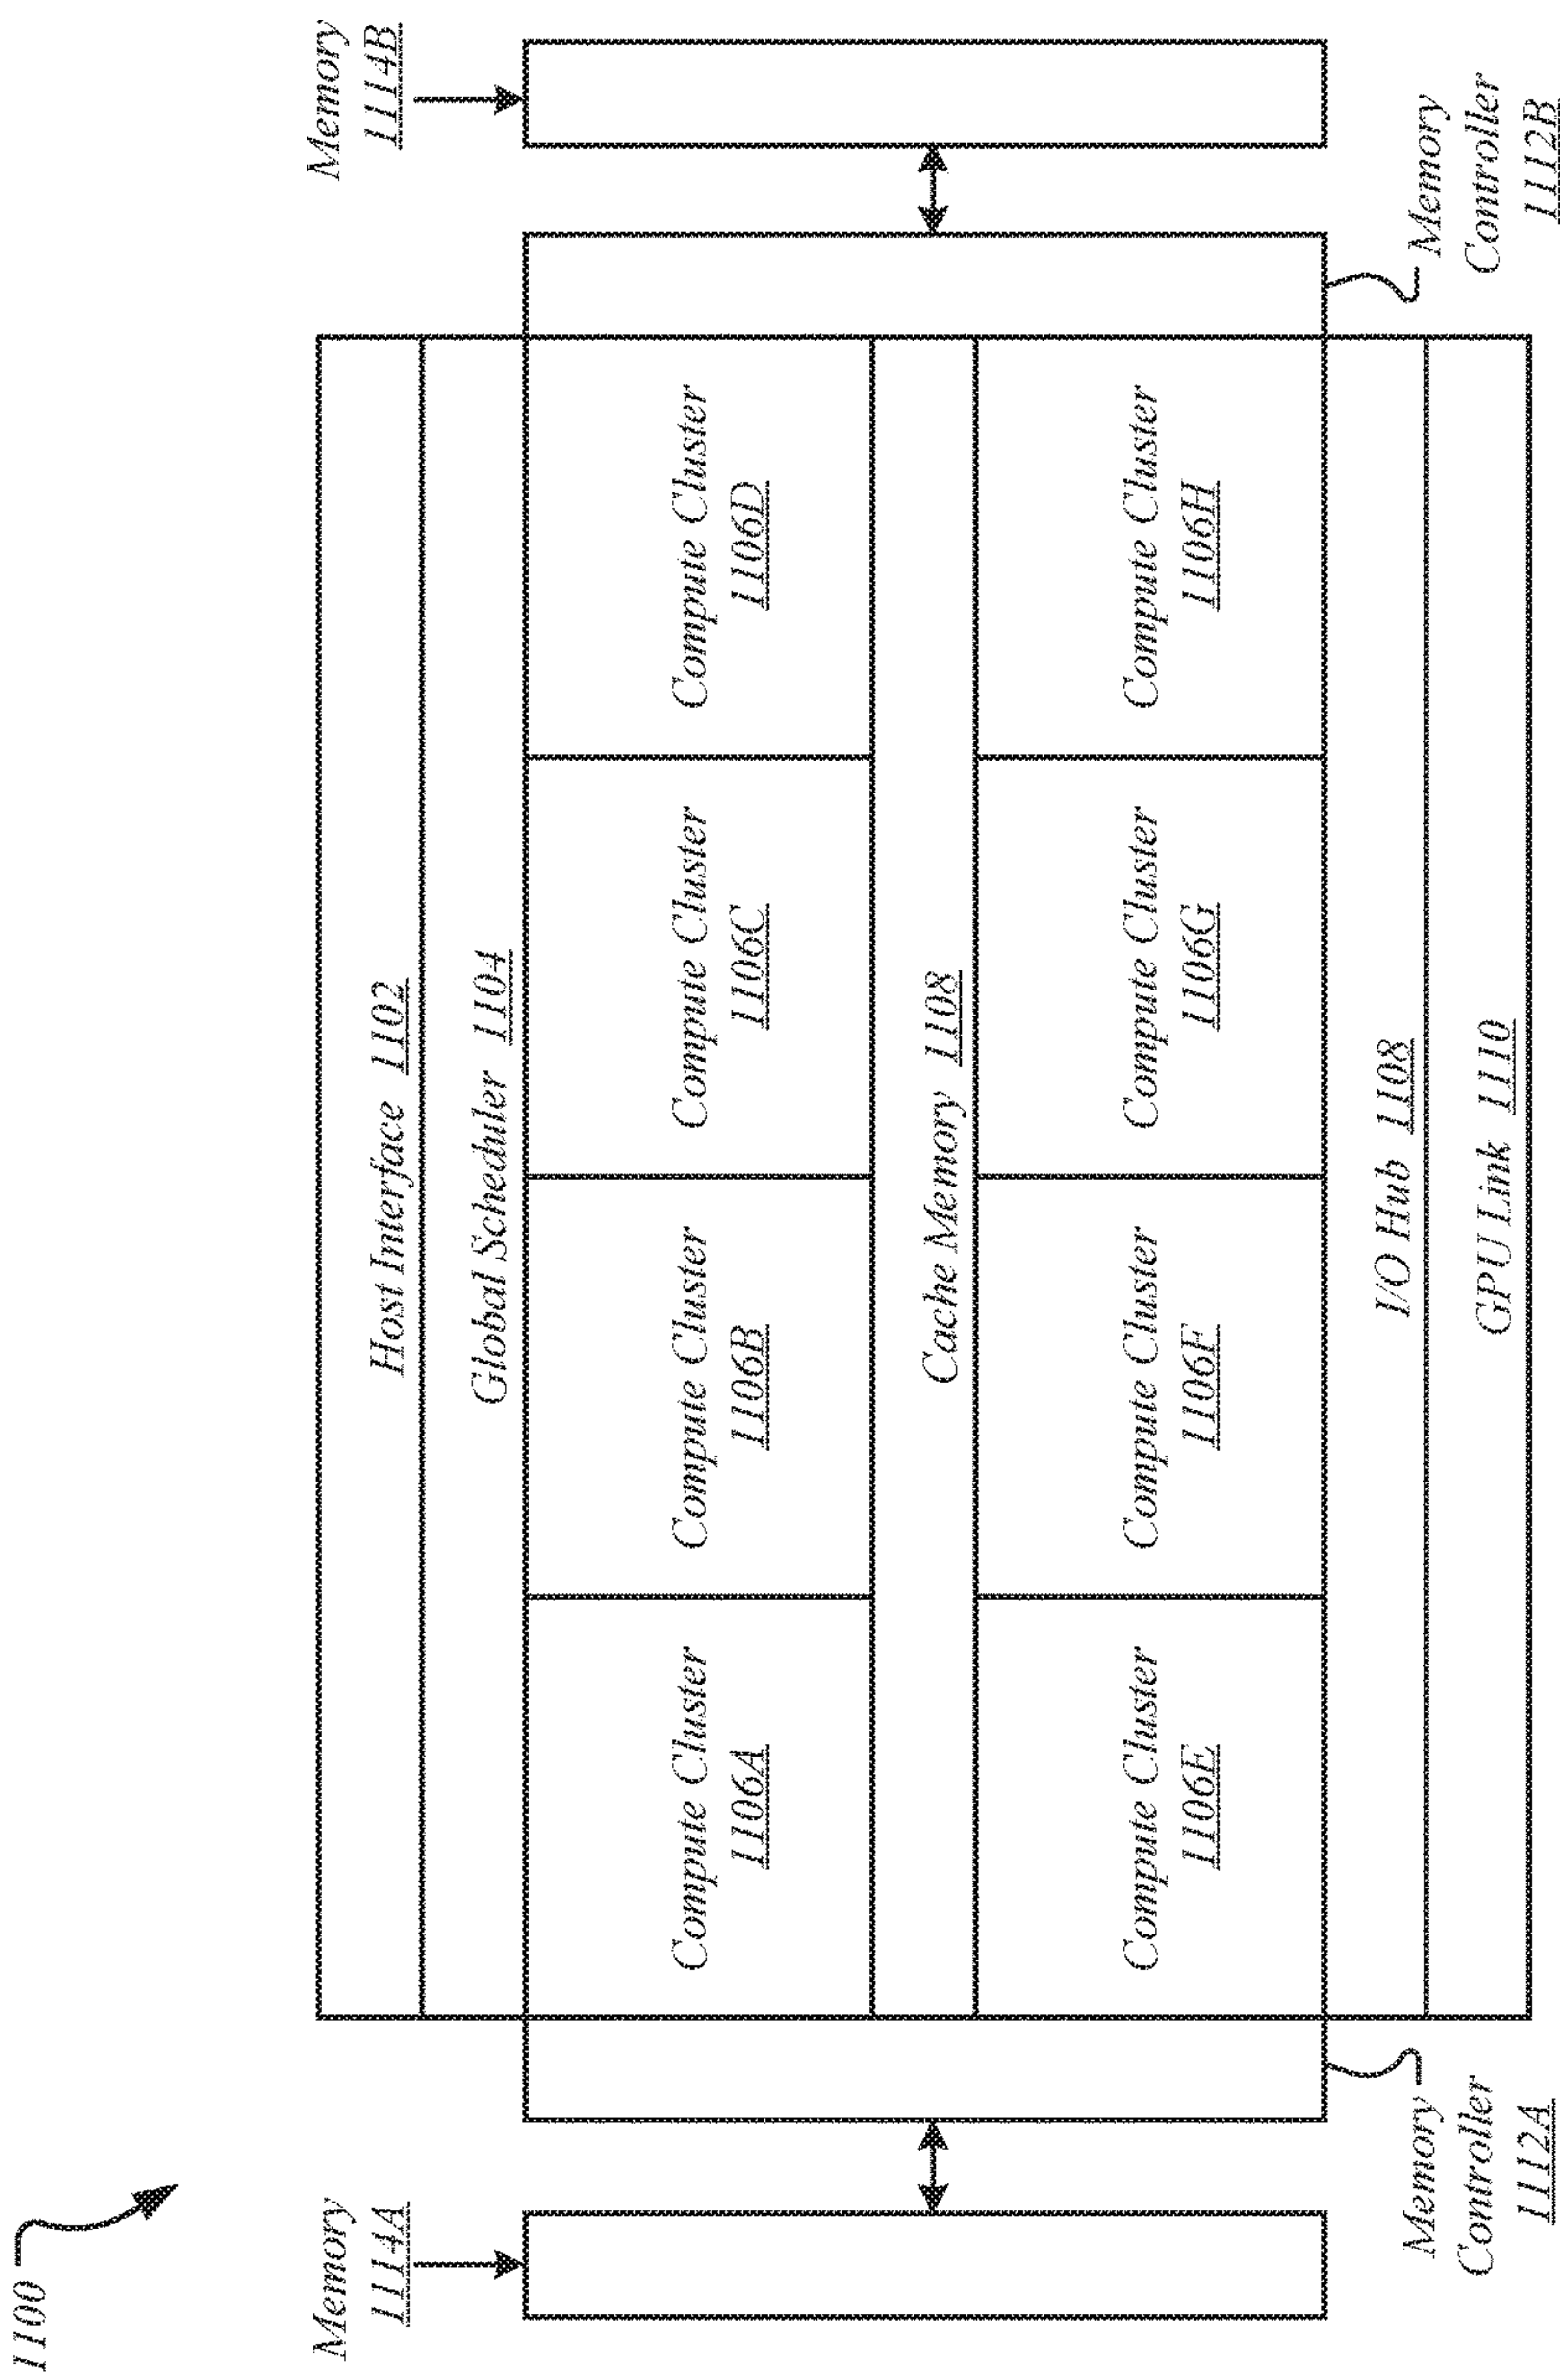 1100
Host Interface 1102
Global Scheduler 1104
Memory
1114A
Memory
1114B
Compute Cluster
1106A
Compute Cluster
1106B
Compute Cluster
1106C
Compute Cluster
1106D
Cache Memory 1108
Compute Cluster
1106E
Compute Cluster
1106F
Compute Cluster
1106G
Compute Cluster
1106H
I/O Hub 1108
GPU Link 1110
Memory
Controller
1112A
Memory
Controller
1112B